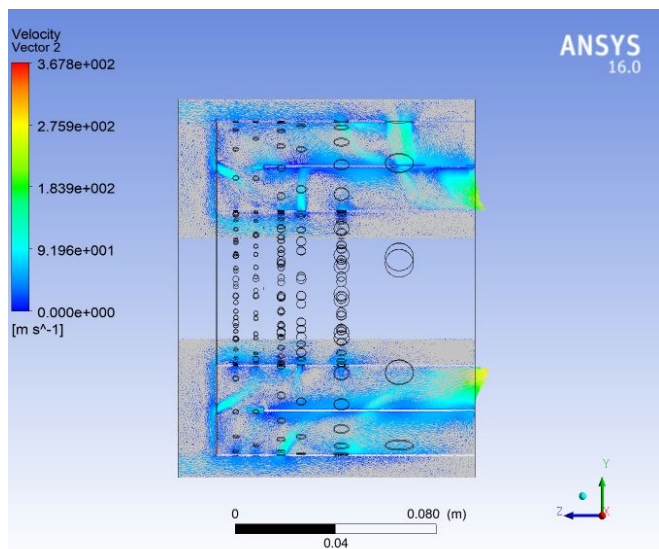 Velocity
Vector 2
3.678e+002
2.759e+002
1.839e+002
9.196e+001
0.000e+000
[m s^-1]
ANSYS
16.0
0
0.080 (m)
0.04
Y
Z
X